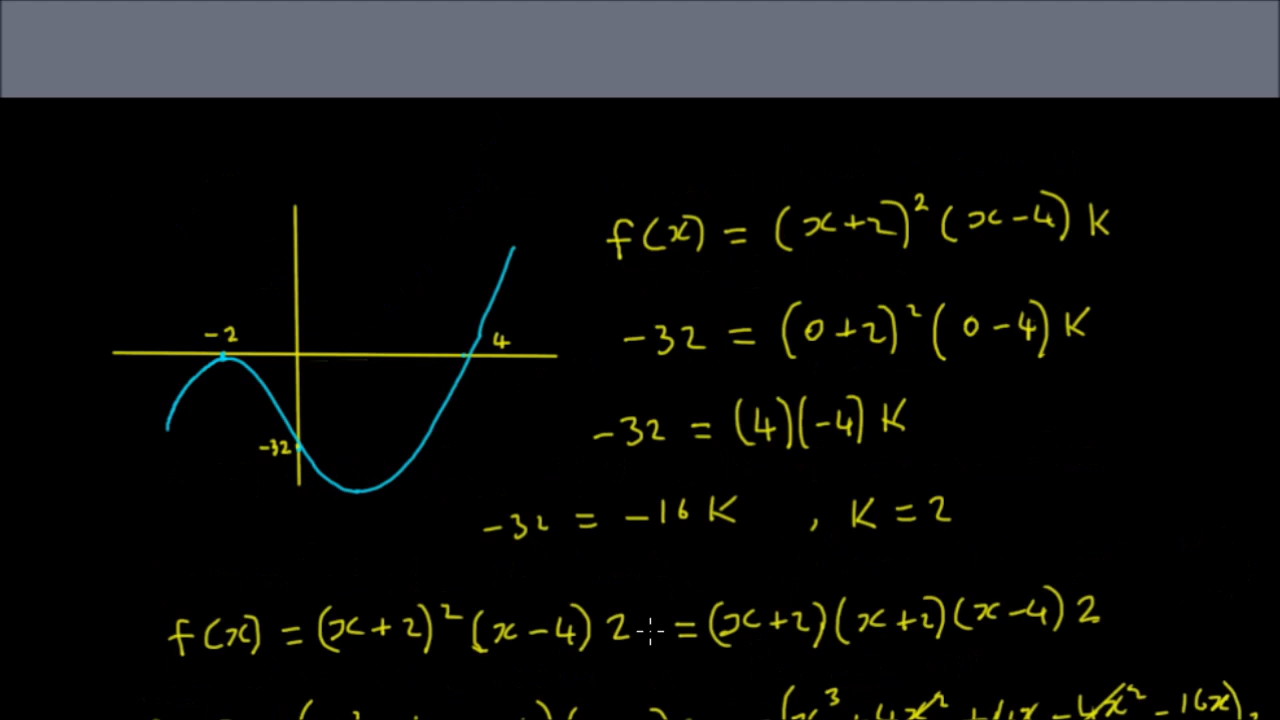 f(x) = (x+2)² (x-4) K
-2
4
-32 = (0+2)² (0-4) K
-32 = (4)(-4) K
-32
-32 = -16 K , K = 2
f(x) = (x+2)² (x-4) 2 = (x+2)(x+2)(x-4) 2